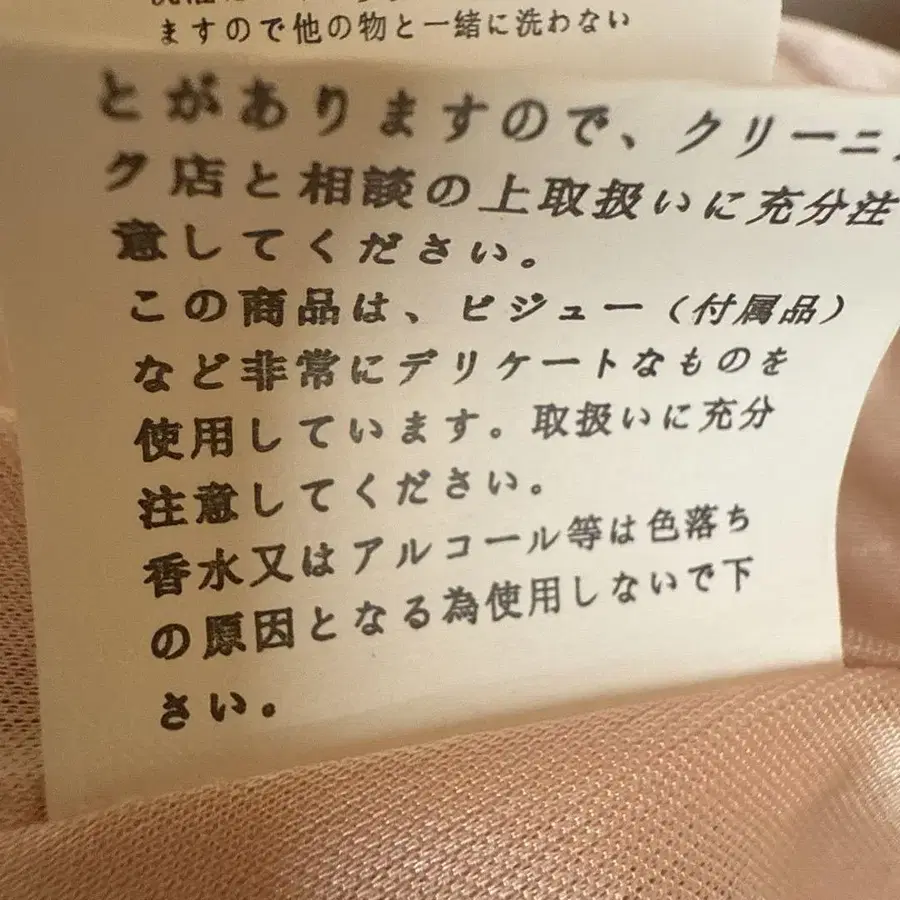 ますので他の物と一緒に洗わない
とがありますので、クリーニ
ク店と相談の上取扱いに充分注
意してください。
この商品は、ビジュー（付属品）
など非常にデリケートなものを
使用しています。取扱いに充分
注意してください。
香水又はアルコール等は色落ち
の原因となる為使用しないで下
さい。